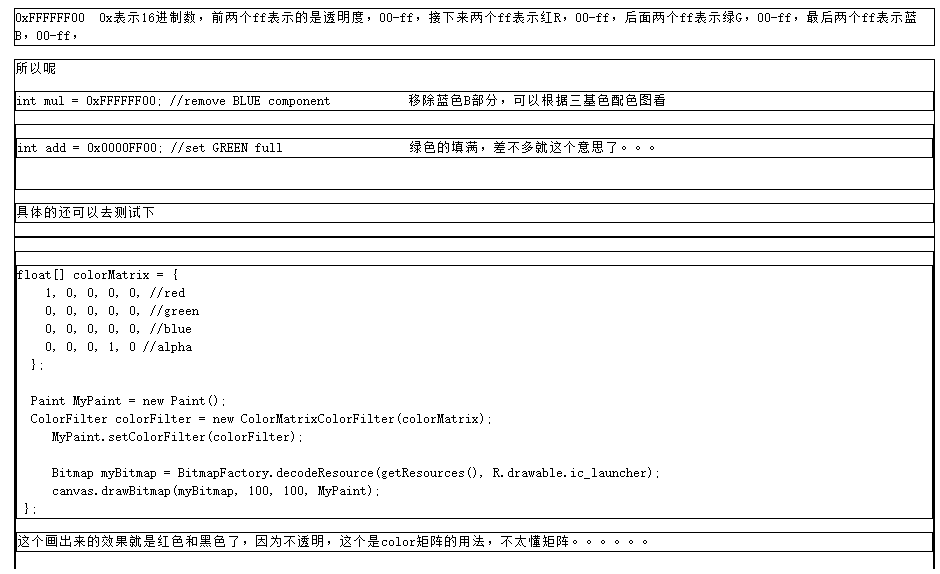 0xFFFFFF00  0x表示16进制数，前两个ff表示的是透明度，00-ff，接下来两个ff表示红R，00-ff，后面两个ff表示绿G，00-ff，最后两个ff表示蓝
B，00-ff，
所以呢
int mul = 0xFFFFFF00; //remove BLUE component           移除蓝色B部分，可以根据三基色配色图看
int add = 0x0000FF00; //set GREEN full                  绿色的填满，差不多就这个意思了。。。
具体的还可以去测试下
float[] colorMatrix = {
    1, 0, 0, 0, 0, //red
    0, 0, 0, 0, 0, //green
    0, 0, 0, 0, 0, //blue
    0, 0, 0, 1, 0 //alpha
  };
  Paint MyPaint = new Paint();
  ColorFilter colorFilter = new ColorMatrixColorFilter(colorMatrix);
     MyPaint.setColorFilter(colorFilter);
     Bitmap myBitmap = BitmapFactory.decodeResource(getResources(), R.drawable.ic_launcher);
     canvas.drawBitmap(myBitmap, 100, 100, MyPaint);
 };
这个画出来的效果就是红色和黑色了，因为不透明，这个是color矩阵的用法，不太懂矩阵。。。。。。